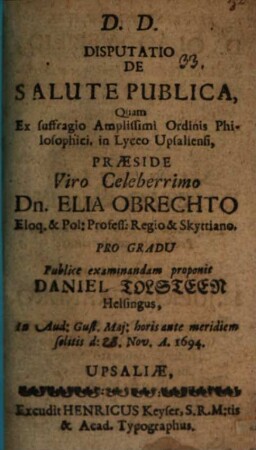 D. D.
DISPUTATIO
DE
33.
SALUTE PUBLICA,
Quam
Ex suffragio Amplissimi Ordinis Phi-
losophici, in Lyceo Upsaliensi,
PRÆSIDE
Viro Celeberrimo
Dn. ELIA OBRECHTO
Eloq. & Pol; Profess: Regio & Skyttiano.
PRO GRADU
Publice examinandam proponit
DANIEL TOLSTEEN
Helsingus,
In Aud; Gust. Maj; horis ante meridiem
solitis d: Nov. A. 1694.
UPSALIÆ,
Excudit HENRICUS Keyser, S.R.M:tis
& Acad. Typographus.